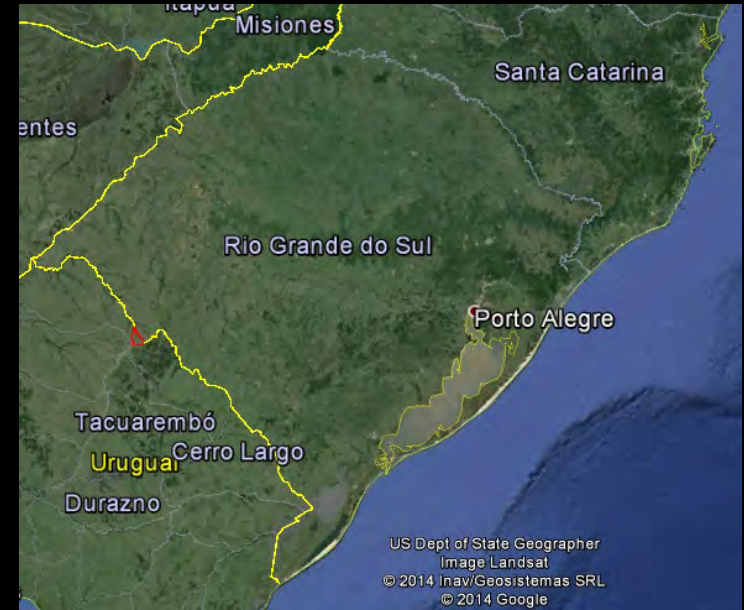 Itapúa
Misiones
Santa Catarina
entes
Rio Grande do Sul
Porto Alegre
Tacuarembó
Cerro Largo
Uruguai
Durazno
US Dept of State Geographer
Image Landsat
© 2014 Inav/Geosistemas SRL
© 2014 Google